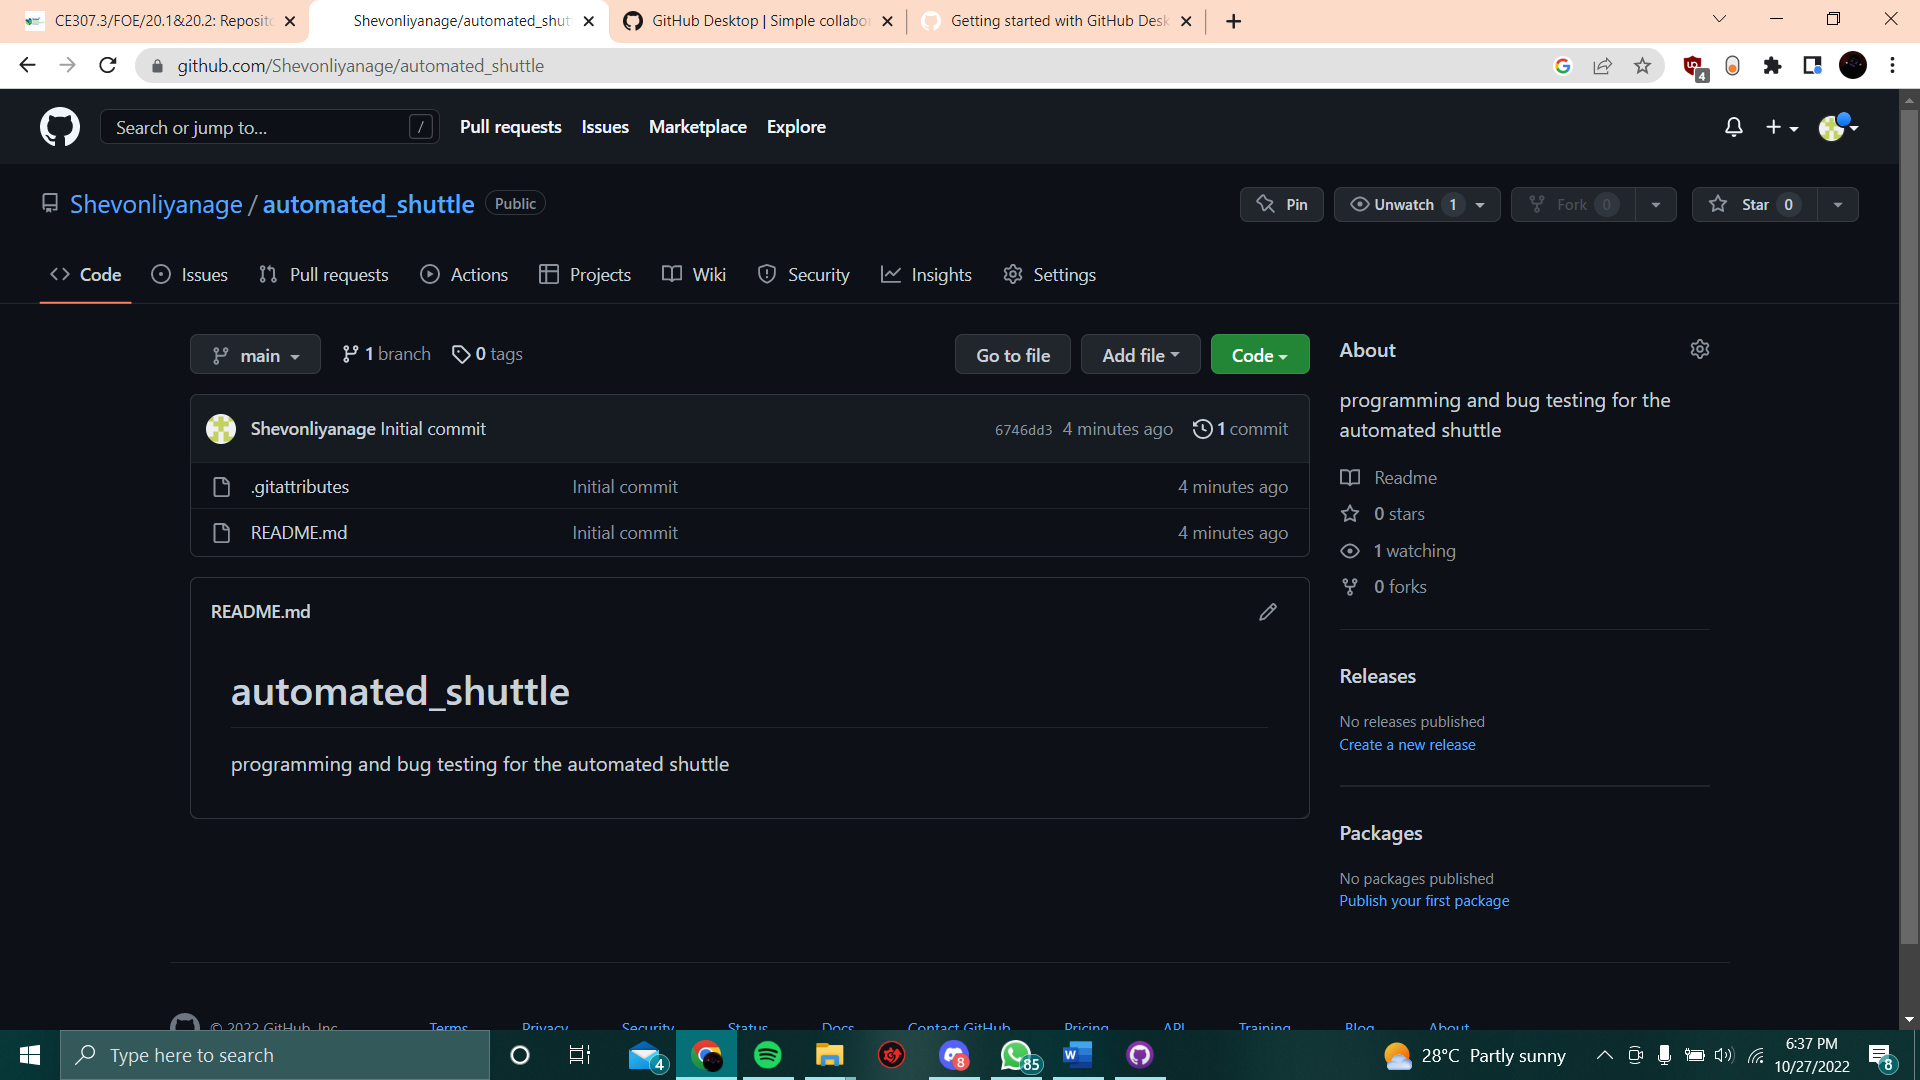 CE307.3/FOE/20.1&20.2: Reposit
Shevonliyanage/automated_shut
GitHub Desktop | Simple collabo
Getting started with GitHub Desk
github.com/Shevonliyanage/automated_shuttle
4
Search or jump to...
/
Pull requests
Issues
Marketplace
Explore
Shevonliyanage / automated_shuttle
Public
Pin
Unwatch 1
Fork 0
Star 0
Code
Issues
Pull requests
Actions
Projects
Wiki
Security
Insights
Settings
main
1 branch
0 tags
Go to file
Add file
Code
Shevonliyanage Initial commit
6746dd3 4 minutes ago
1 commit
.gitattributes
Initial commit
4 minutes ago
README.md
Initial commit
4 minutes ago
README.md
automated_shuttle
programming and bug testing for the automated shuttle
About
programming and bug testing for the
automated shuttle
Readme
0 stars
1 watching
0 forks
Releases
No releases published
Create a new release
Packages
No packages published
Publish your first package
© 2022 GitHub, Inc.
Terms
Privacy
Security
Status
Docs
Contact GitHub
Pricing
API
Training
Blog
About
Type here to search
4
8
85
W
28°C Partly sunny
6:37 PM
10/27/2022
8